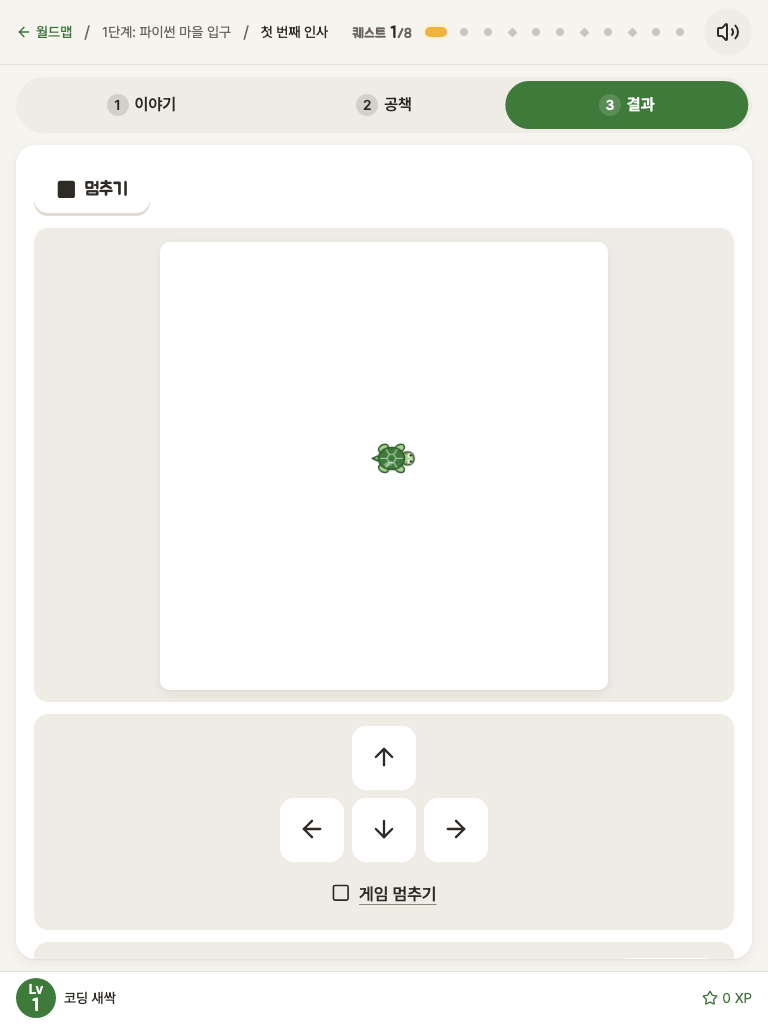 ← 월드맵 / 1단계: 파이썬 마을 입구 / 첫 번째 인사 퀘스트 1/8
1 이야기 2 공책 3 결과
멈추기
게임 멈추기
Lv 1 코딩 새싹 0 XP